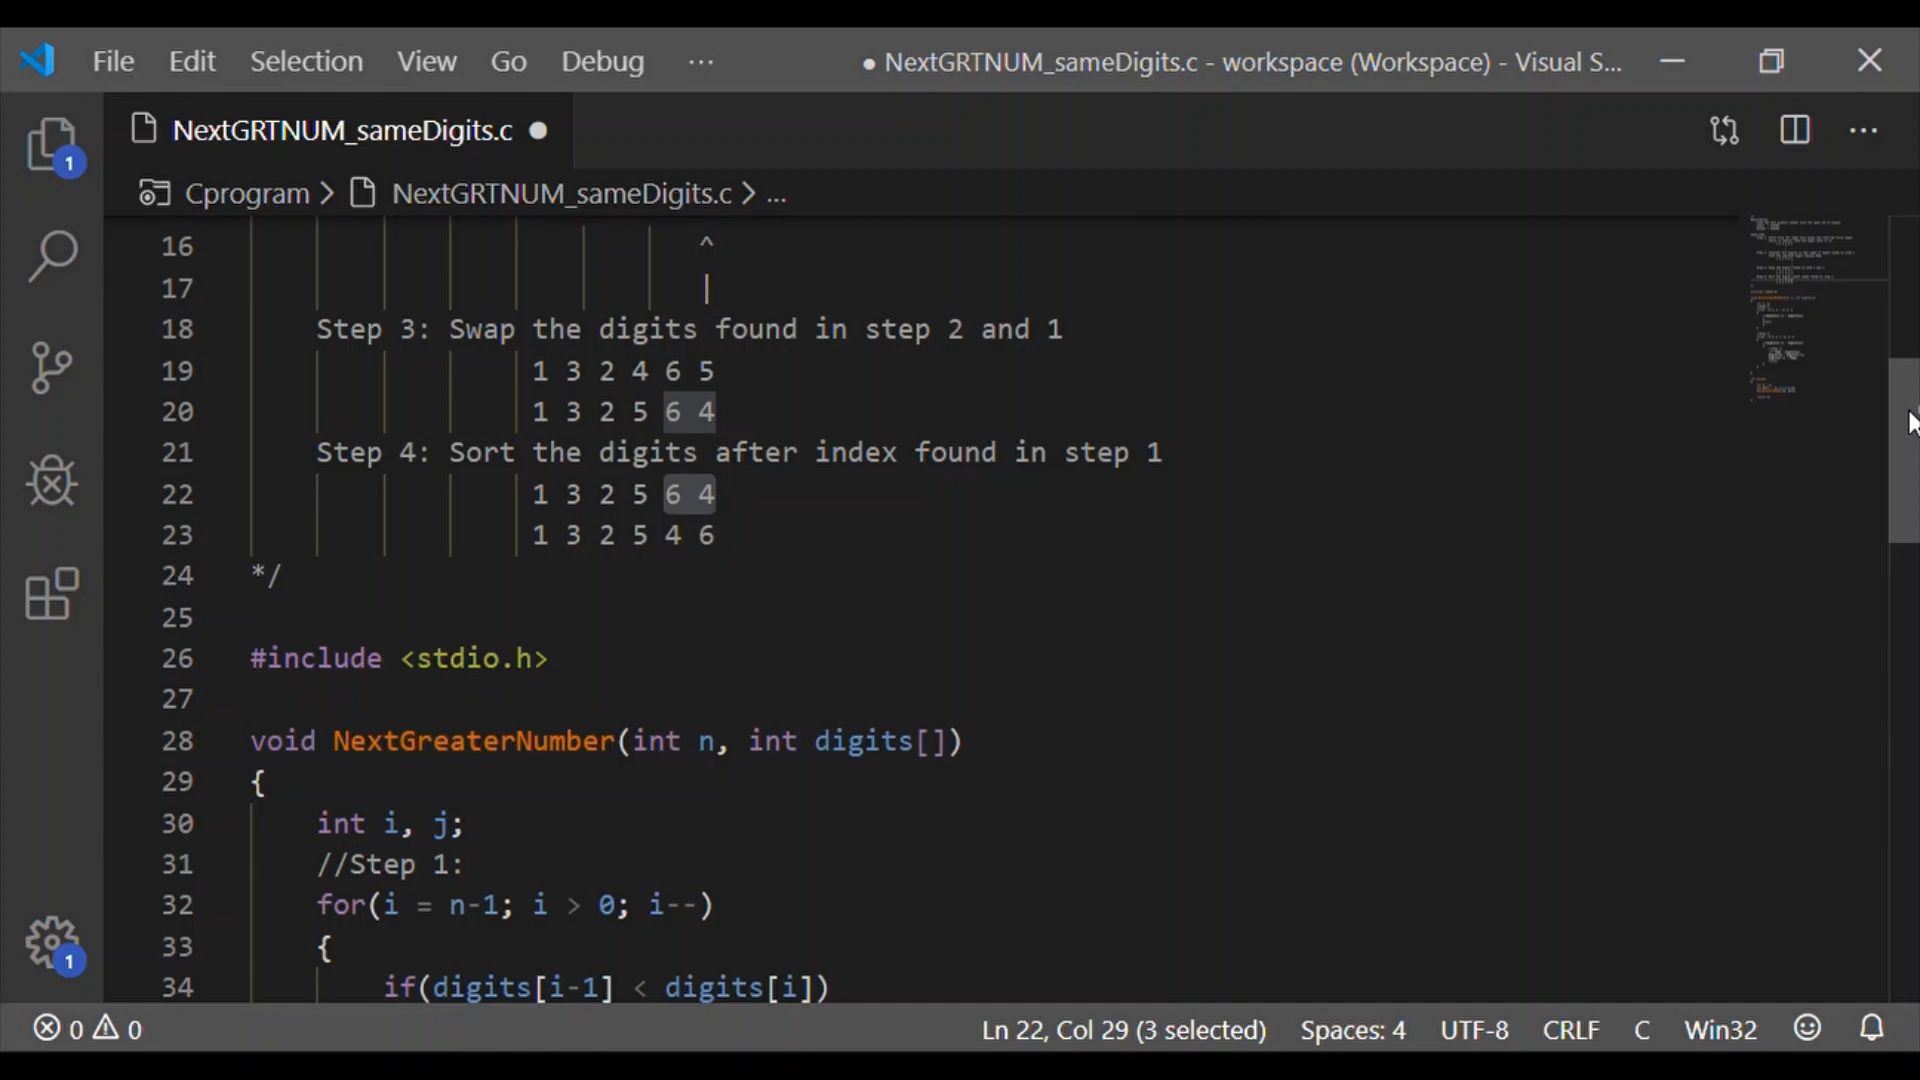 File Edit Selection View Go Debug ··· ● NextGRTNUM_sameDigits.c - workspace (Workspace) - Visual S...
NextGRTNUM_sameDigits.c ●
1
Cprogram > NextGRTNUM_sameDigits.c > ...
16 ^
17 |
18 Step 3: Swap the digits found in step 2 and 1
19 1 3 2 4 6 5
20 1 3 2 5 6 4
21 Step 4: Sort the digits after index found in step 1
22 1 3 2 5 6 4
23 1 3 2 5 4 6
24 */
25
26 #include <stdio.h>
27
28 void NextGreaterNumber(int n, int digits[])
29 {
30 int i, j;
31 //Step 1:
32 for(i = n-1; i > 0; i--)
33 {
34 if(digits[i-1] < digits[i])
1
0 0 Ln 22, Col 29 (3 selected) Spaces: 4 UTF-8 CRLF C Win32